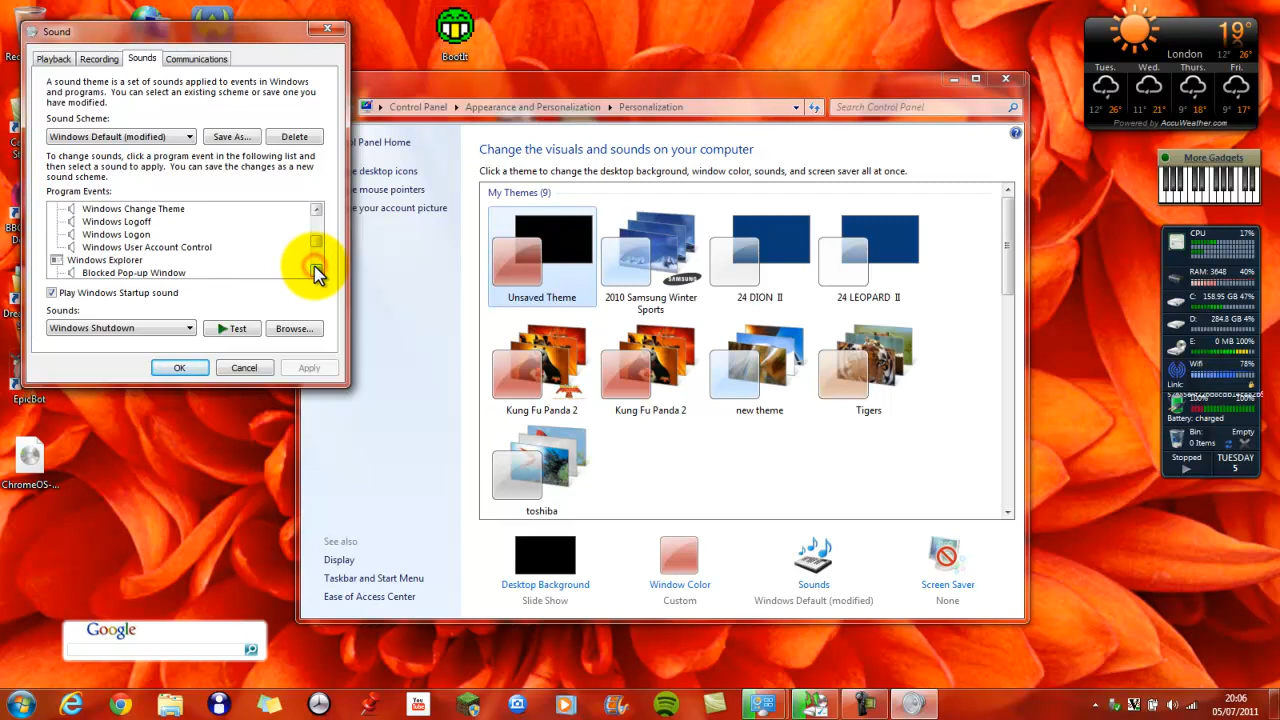 Sound
Playback
Recording
Sounds
Communications
A sound theme is a set of sounds applied to events in Windows
and programs. You can select an existing scheme or save one you
have modified.
Sound Scheme:
Windows Default (modified)
Save As...
Delete
To change sounds, click a program event in the following list and
then select a sound to apply. You can save the changes as a new
sound scheme.
Program Events:
Windows Change Theme
Windows Logoff
Windows Logon
Windows User Account Control
Windows Explorer
Blocked Pop-up Window
Play Windows Startup sound
Sounds:
Windows Shutdown
Test
Browse...
OK
Cancel
Apply
BootIt
EpicBot
ChromeOS-...
Google
Control Panel
Appearance and Personalization
Personalization
Search Control Panel
ol Panel Home
e desktop icons
e mouse pointers
e your account picture
See also
Display
Taskbar and Start Menu
Ease of Access Center
Change the visuals and sounds on your computer
Click a theme to change the desktop background, window color, sounds, and screen saver all at once.
My Themes (9)
Unsaved Theme
2010 Samsung Winter
Sports
SAMSUNG
24 DION II
24 LEOPARD II
Kung Fu Panda 2
Kung Fu Panda 2
new theme
Tigers
toshiba
Desktop Background
Slide Show
Window Color
Custom
Sounds
Windows Default (modified)
Screen Saver
None
19°
London
12° 26°
Tues. Wed. Thurs. Fri.
12° 26° 11° 21° 9° 18° 9° 17°
Powered by AccuWeather.com
More Gadgets
CPU 17%
RAM: 3648 40%
C: 158.95 GB 47%
D: 284.8 GB 4%
E: 0 MB 100%
Wifi 78%
Link:
100% 100%
Battery: charged
Bin: Empty
0 Items
Stopped
TUESDAY
5
You
Tube
20:06
05/07/2011